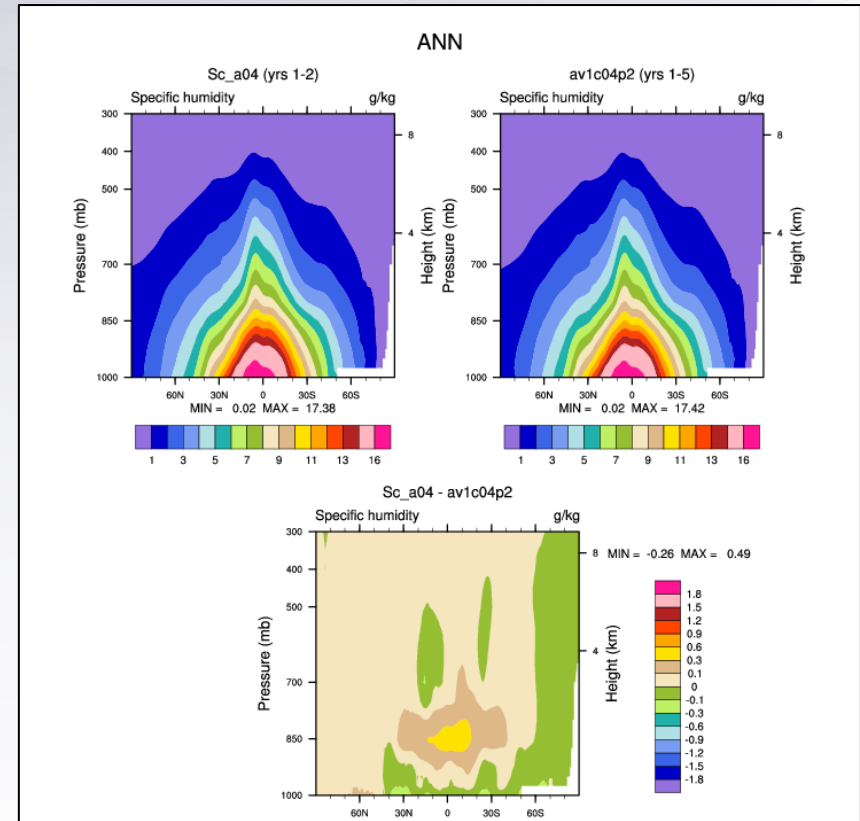 ANN
Sc_a04 (yrs 1-2)
Specific humidity g/kg
300
400
500
700
850
1000
Pressure (mb)
8
4
Height (km)
60N 30N 0 30S 60S
MIN = 0.02 MAX = 17.38
1 3 5 7 9 11 13 16
av1c04p2 (yrs 1-5)
Specific humidity g/kg
300
400
500
700
850
1000
Pressure (mb)
8
4
Height (km)
60N 30N 0 30S 60S
MIN = 0.02 MAX = 17.42
1 3 5 7 9 11 13 16
Sc_a04 - av1c04p2
Specific humidity g/kg
300
400
500
700
850
1000
Pressure (mb)
8
4
Height (km)
60N 30N 0 30S 60S
MIN = -0.26 MAX = 0.49
1.8
1.5
1.2
0.9
0.6
0.3
0.1
0
-0.1
-0.3
-0.6
-0.9
-1.2
-1.5
-1.8